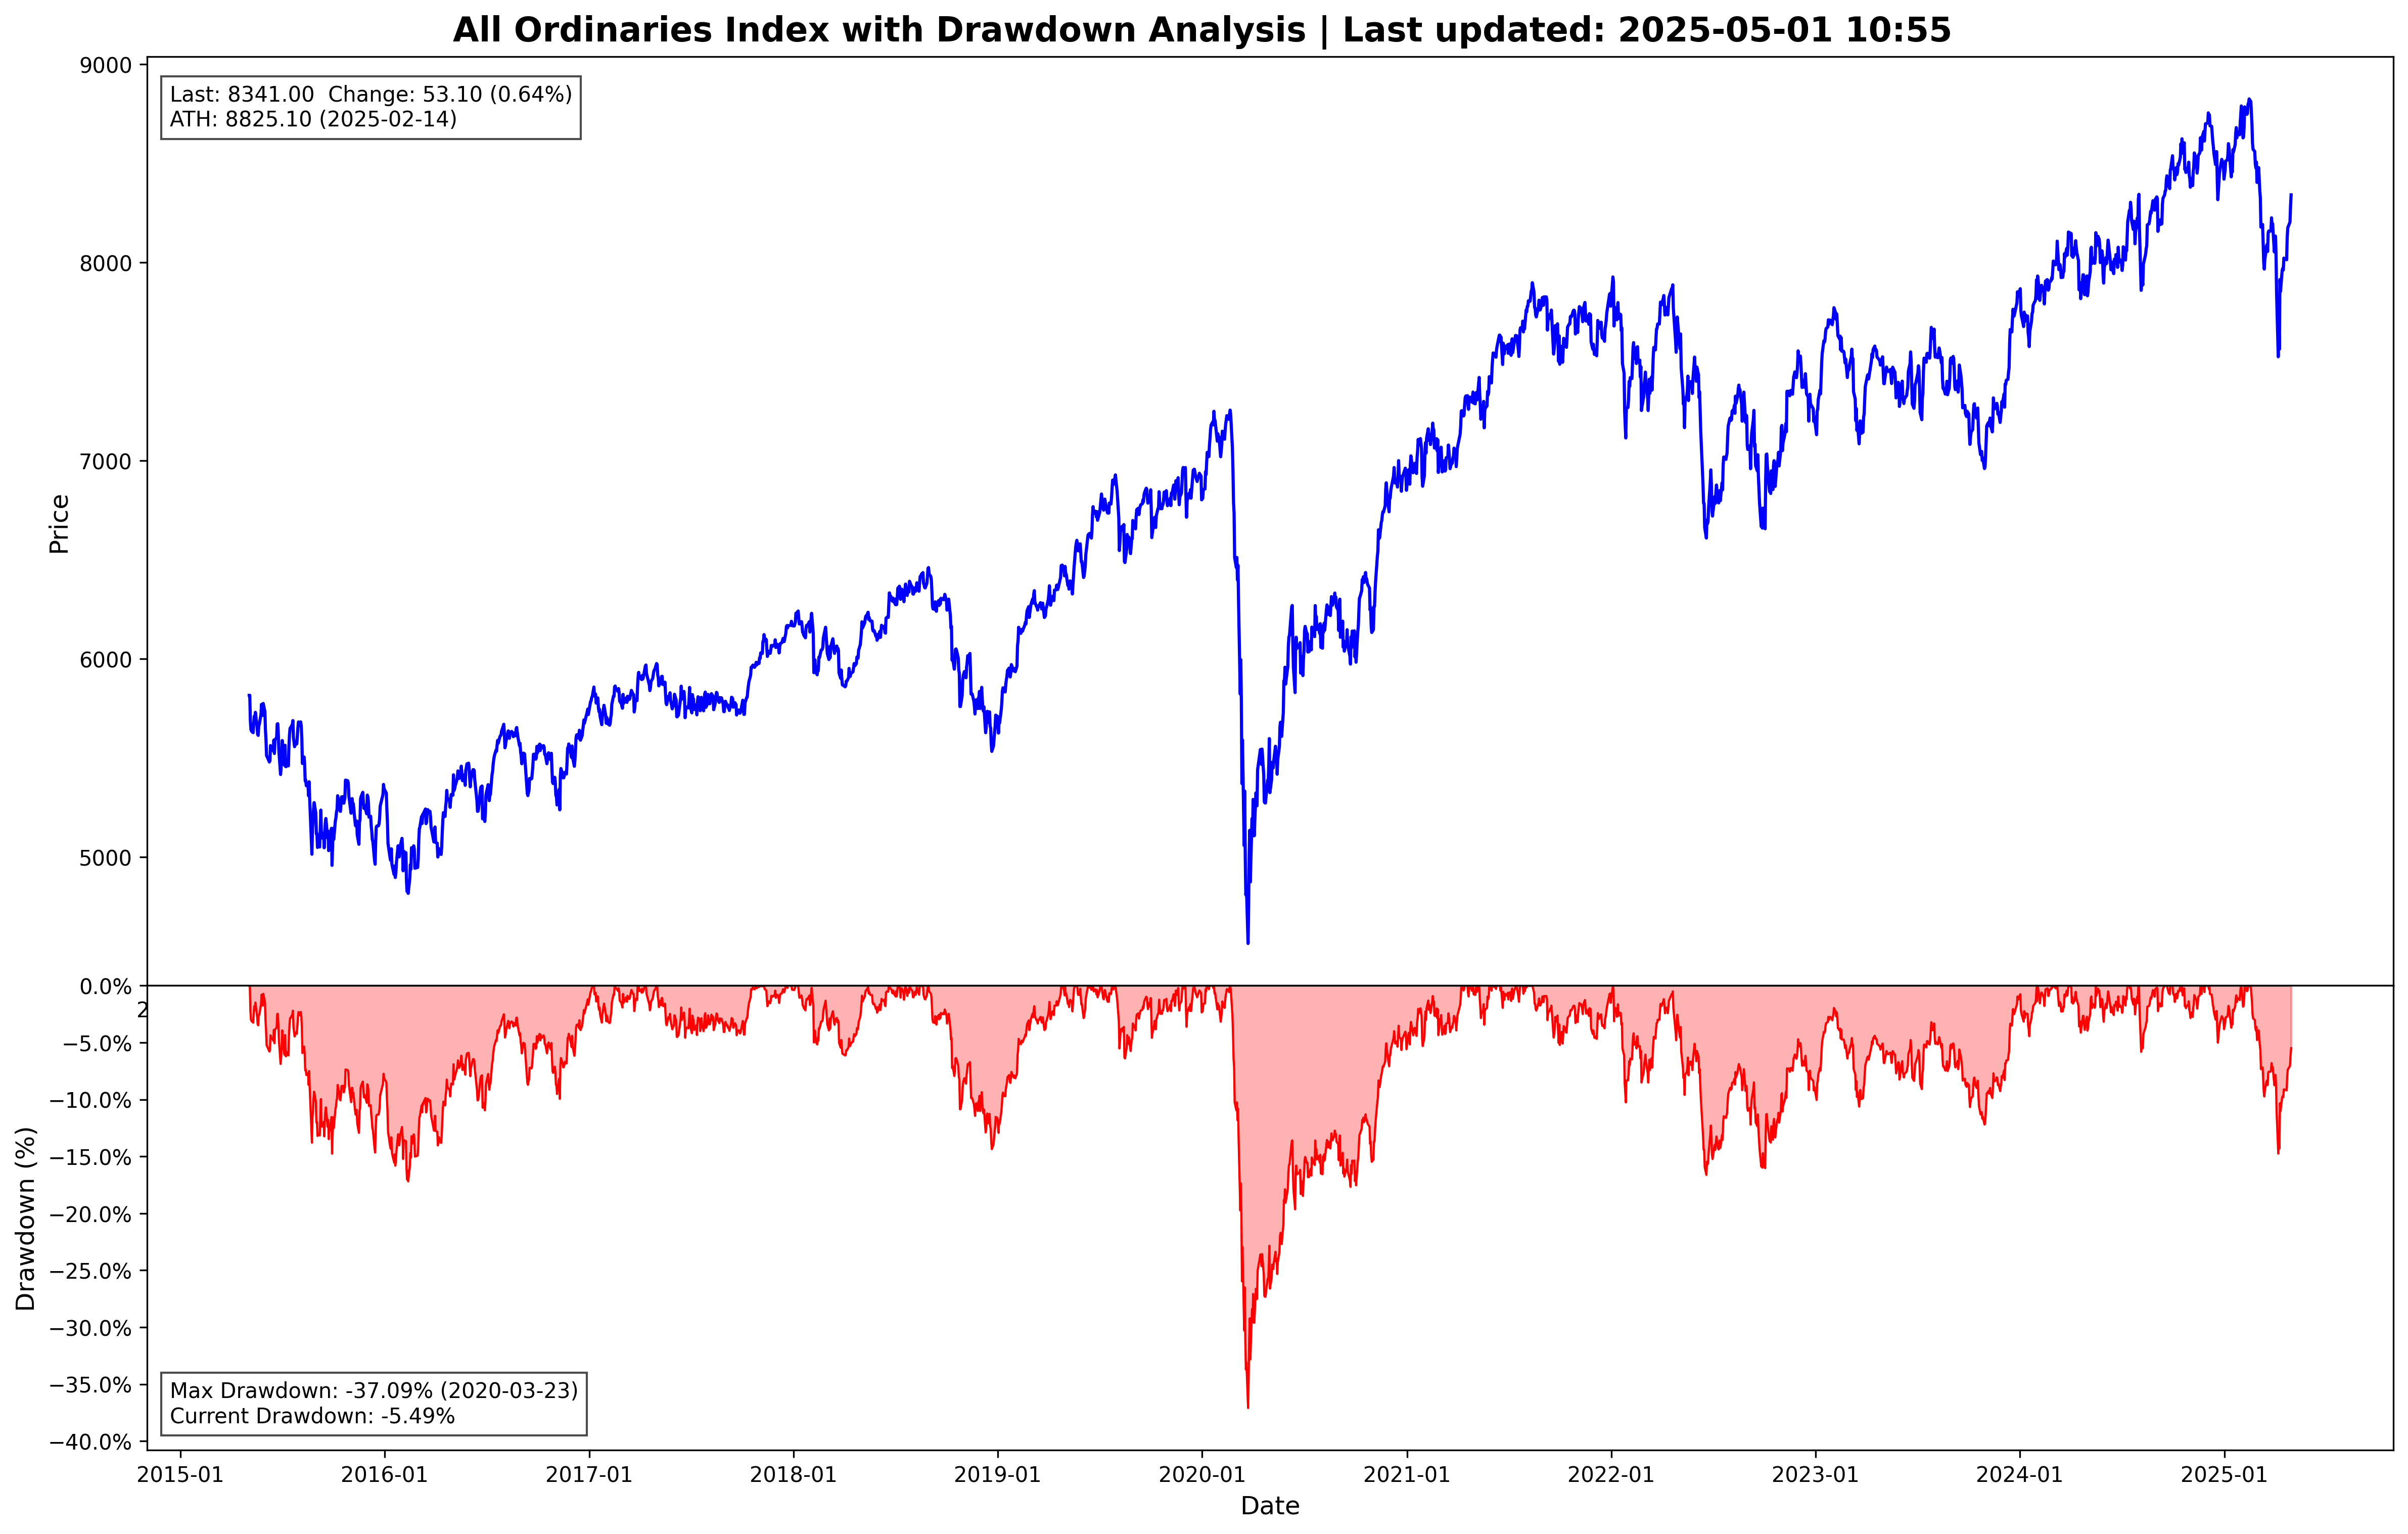 All Ordinaries Index with Drawdown Analysis | Last updated: 2025-05-01 10:55
9000
Last: 8341.00  Change: 53.10 (0.64%)
ATH: 8825.10 (2025-02-14)
8000
7000
Price
6000
5000
0.0%
2
−5.0%
−10.0%
−15.0%
Drawdown (%)
−20.0%
−25.0%
−30.0%
−35.0%
Max Drawdown: -37.09% (2020-03-23)
Current Drawdown: -5.49%
−40.0%
2015-01 2016-01 2017-01 2018-01 2019-01 2020-01 2021-01 2022-01 2023-01 2024-01 2025-01
Date